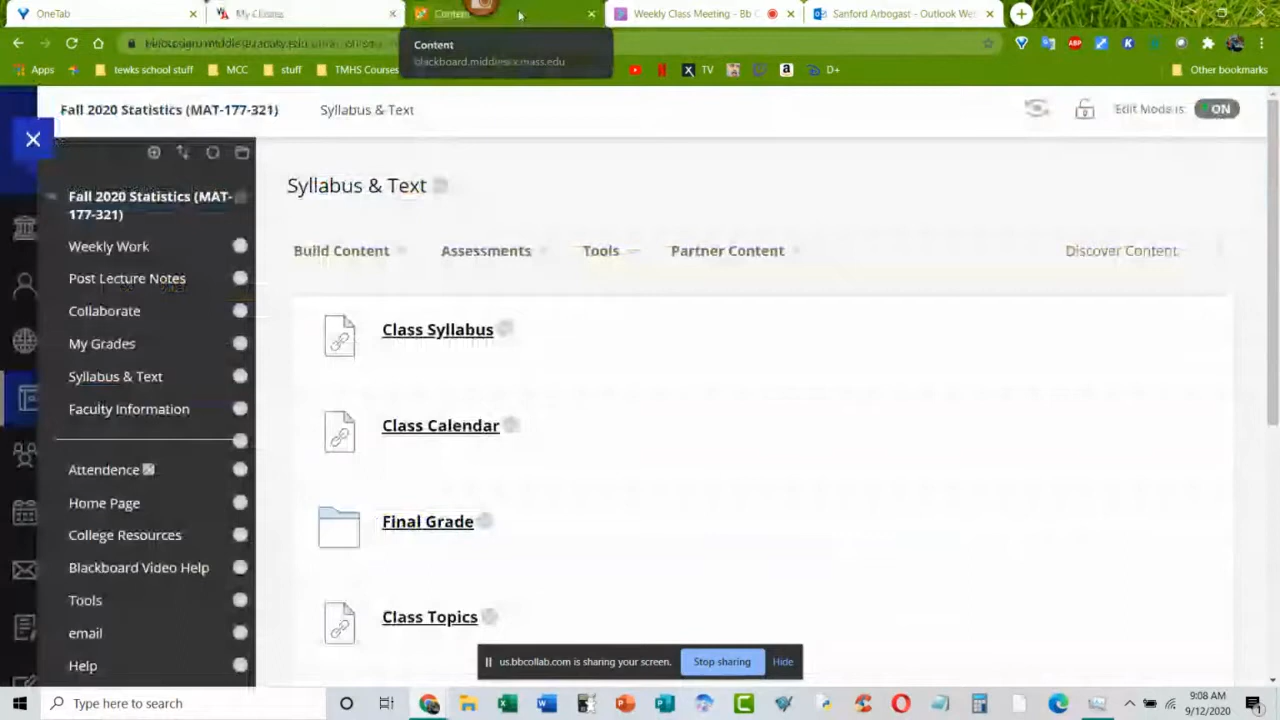 OneTab
My Classes
Content
Weekly Class Meeting - Bb C
Sanford Arbogast - Outlook We
Content
blackboard.middlesex.mass.edu
Apps
tewks school stuff
MCC
stuff
TMHS Courses
TV
D+
Other bookmarks
Fall 2020 Statistics (MAT-177-321)
Syllabus & Text
Edit Mode is:
ON
Fall 2020 Statistics (MAT-
177-321)
Weekly Work
Post Lecture Notes
Collaborate
My Grades
Syllabus & Text
Faculty Information
Attendence
Home Page
College Resources
Blackboard Video Help
Tools
email
Help
Syllabus & Text
Build Content
Assessments
Tools
Partner Content
Discover Content
Class Syllabus
Class Calendar
Final Grade
Class Topics
us.bbcollab.com is sharing your screen.
Stop sharing
Hide
Type here to search
9:08 AM
9/12/2020